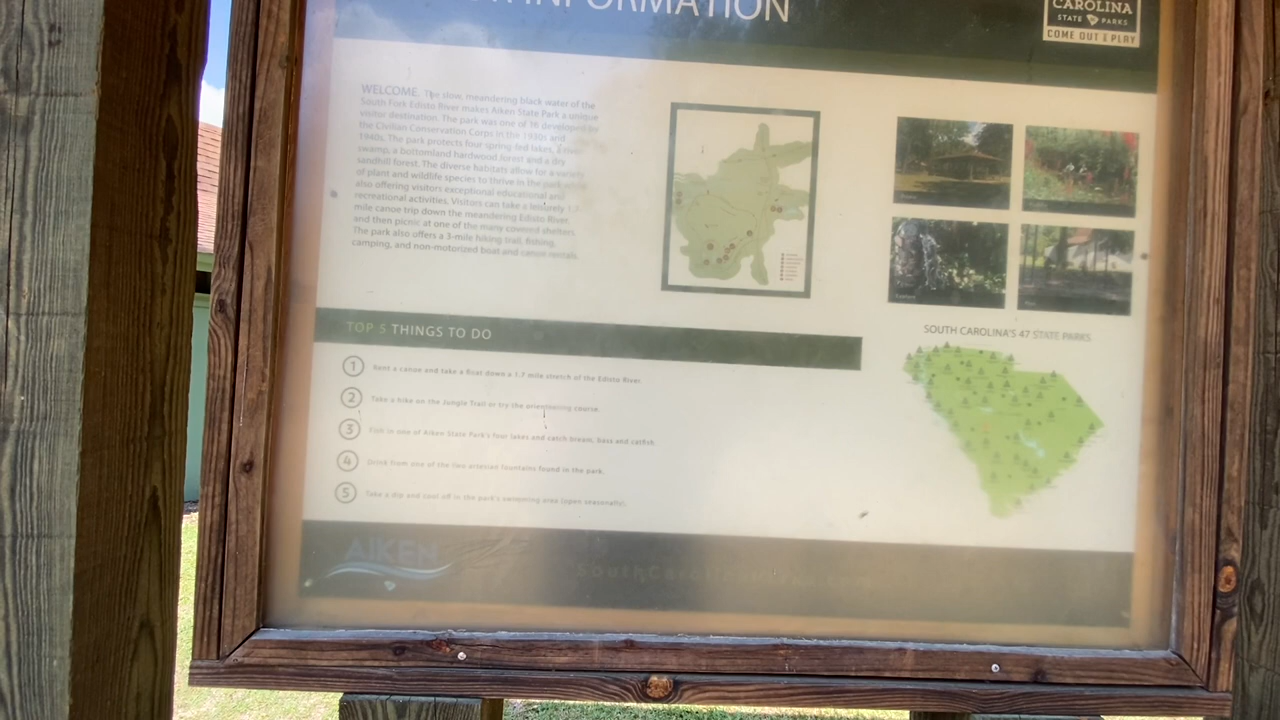 INFORMATION
CAROLINA
STATE PARKS
COME OUT & PLAY
WELCOME. The slow, meandering black water of the
South Fork Edisto River makes Aiken State Park a unique
visitor destination. The park was one of 16 developed by
the Civilian Conservation Corps in the 1930s and
1940s. The park protects four spring-fed lakes, a river
swamp, a bottomland hardwood forest and a dry
sandhill forest. The diverse habitats allow for a variety
of plant and wildlife species to thrive in the park while
also offering visitors exceptional educational and
recreational activities. Visitors can take a leisurely
mile canoe trip down the meandering Edisto River
and then picnic at one of the many covered shelters.
The park also offers a 3-mile hiking trail, fishing,
camping, and non-motorized boat and canoe rentals.
TOP 5 THINGS TO DO
1 Rent a canoe and take a float down a 1.7 mile stretch of the Edisto River.
2 Take a hike on the Jungle Trail or try the orienteering course.
3 Fish in one of Aiken State Park's four lakes and catch bream, bass and catfish.
4 Drink from one of the two artesian fountains found in the park.
5 Take a dip and cool off in the park's swimming area (open seasonally).
SOUTH CAROLINA'S 47 STATE PARKS
AIKEN